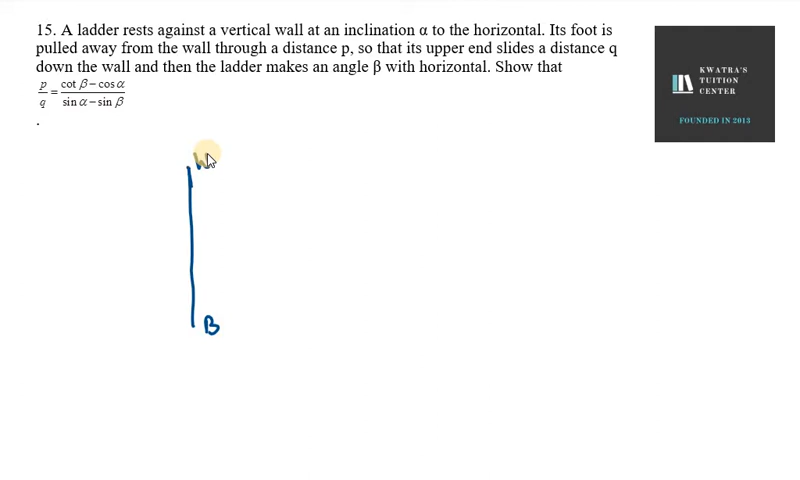 15. A ladder rests against a vertical wall at an inclination α to the horizontal. Its foot is
pulled away from the wall through a distance p, so that its upper end slides a distance q
down the wall and then the ladder makes an angle β with horizontal. Show that
p/q = (cot β − cos α)/(sin α − sin β)
.
KWATRA'S
TUITION
CENTER
FOUNDED IN 2013
B